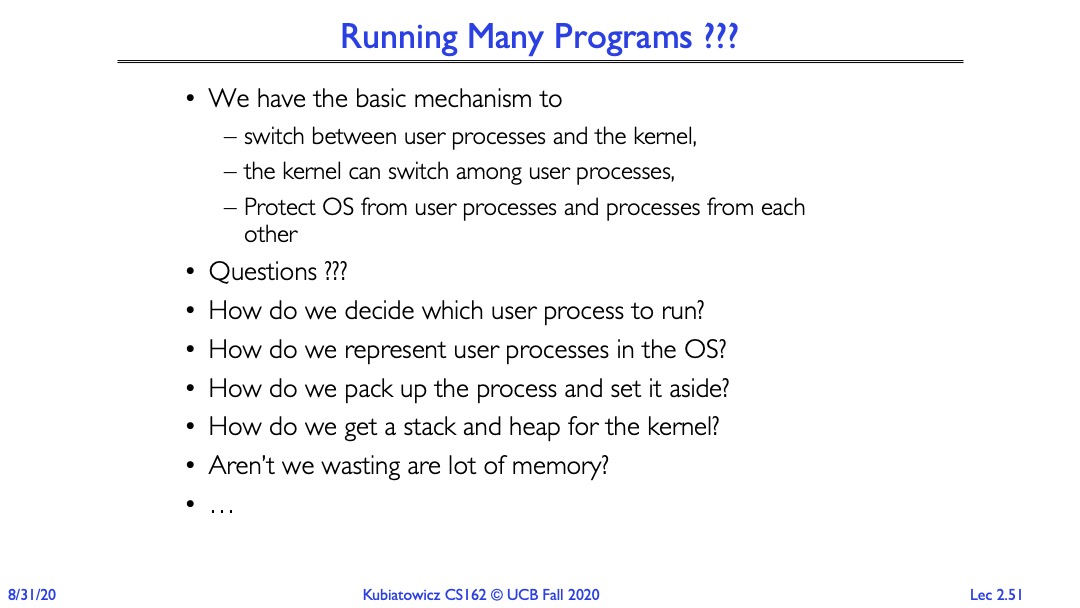 Running Many Programs ???
• We have the basic mechanism to
– switch between user processes and the kernel,
– the kernel can switch among user processes,
– Protect OS from user processes and processes from each
other
• Questions ???
• How do we decide which user process to run?
• How do we represent user processes in the OS?
• How do we pack up the process and set it aside?
• How do we get a stack and heap for the kernel?
• Aren’t we wasting are lot of memory?
• …
8/31/20 Kubiatowicz CS162 © UCB Fall 2020 Lec 2.51